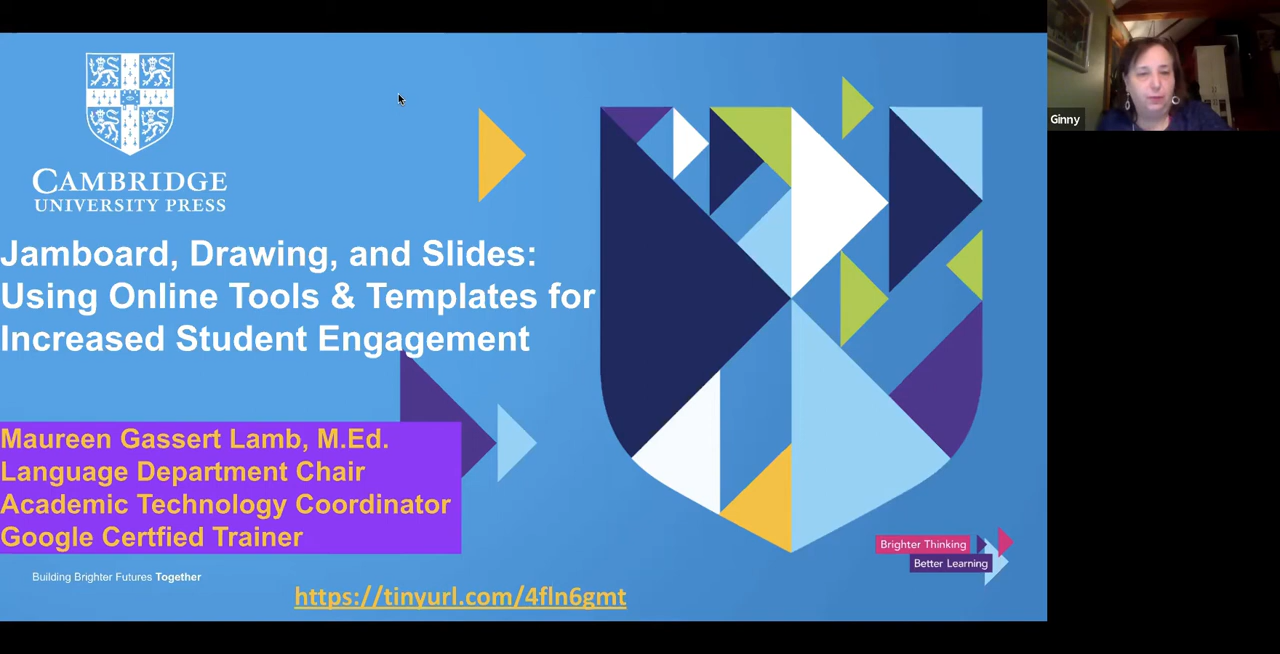 CAMBRIDGE
UNIVERSITY PRESS
Jamboard, Drawing, and Slides:
Using Online Tools & Templates for
Increased Student Engagement
Maureen Gassert Lamb, M.Ed.
Language Department Chair
Academic Technology Coordinator
Google Certfied Trainer
Building Brighter Futures Together
https://tinyurl.com/4fln6gmt
Brighter Thinking
Better Learning
Ginny